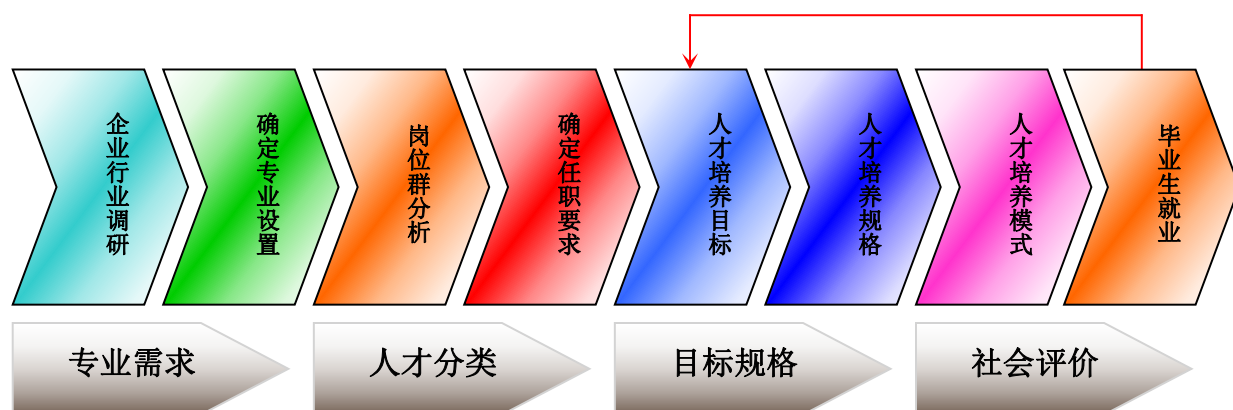 企业行业调研
确定专业设置
岗位群分析
确定任职要求
人才培养目标
人才培养规格
人才培养模式
毕业生就业
专业需求
人才分类
目标规格
社会评价